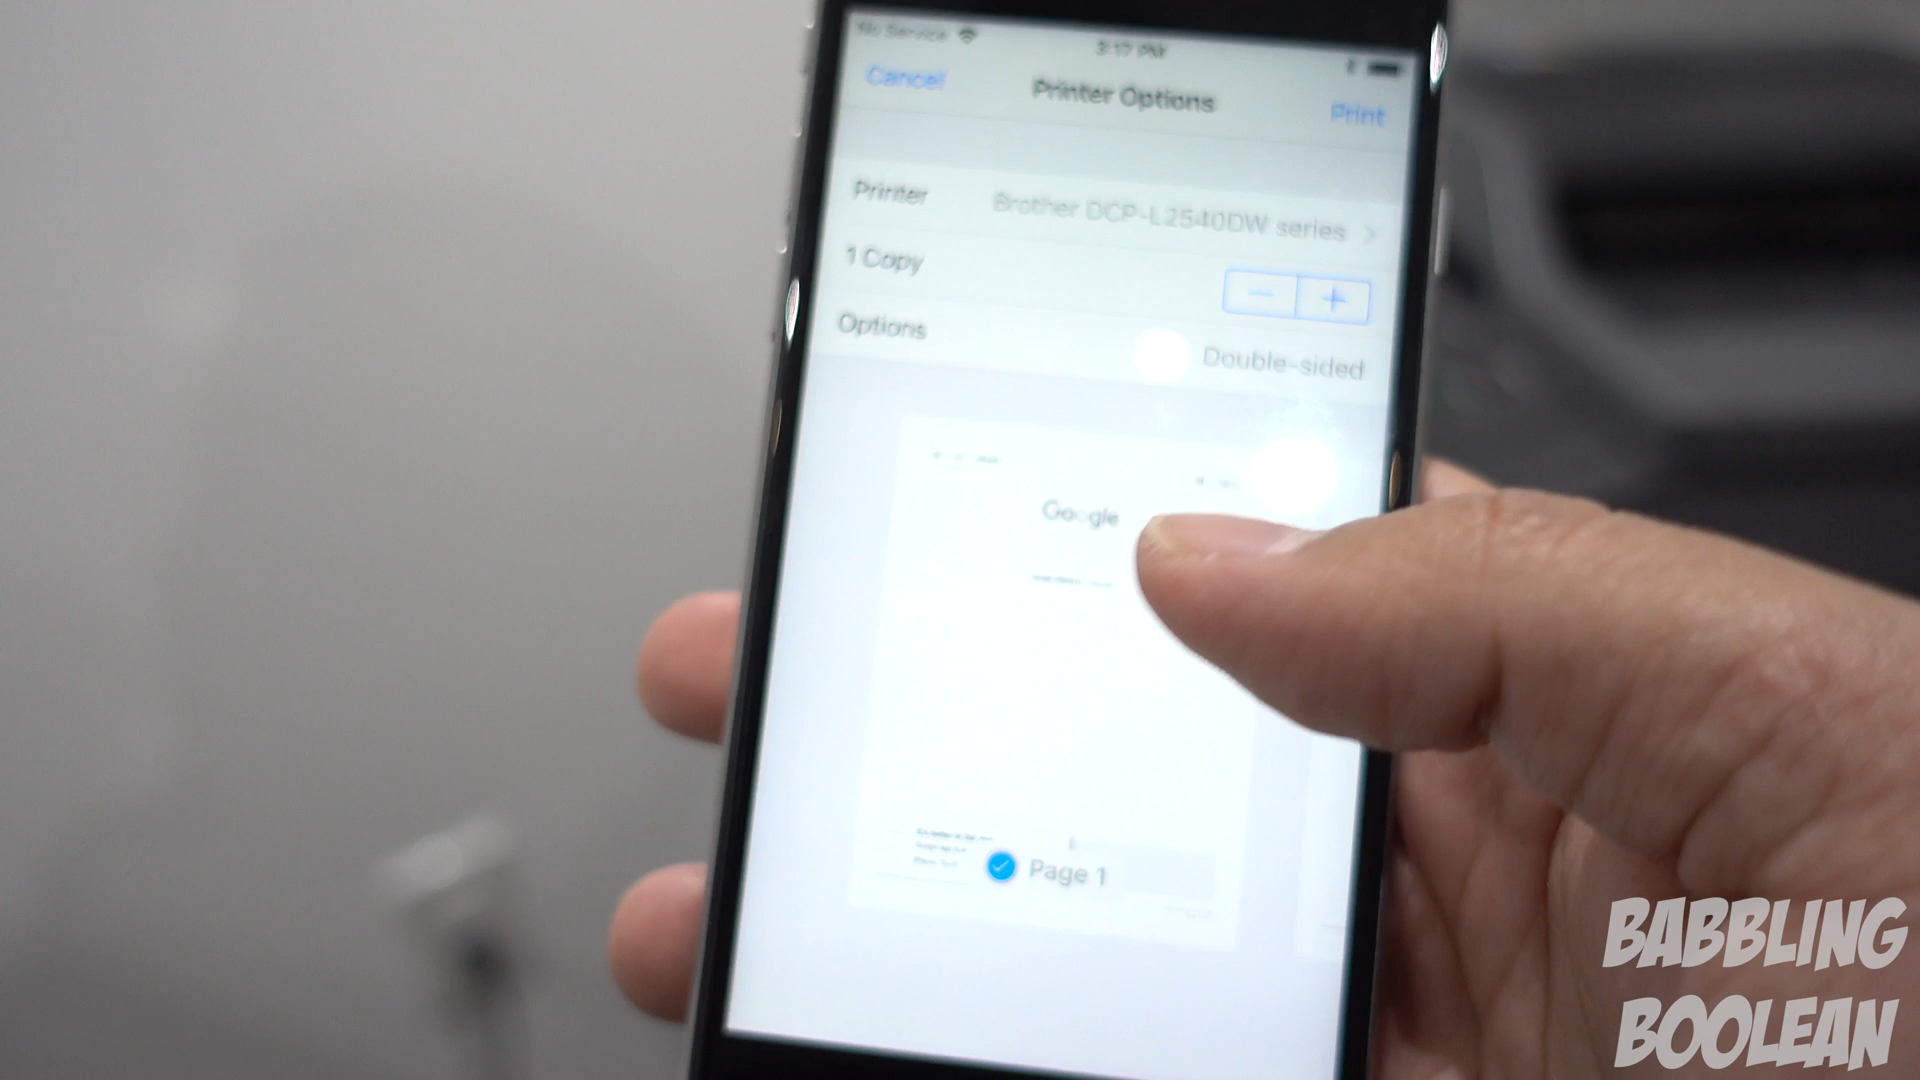 No Service
3:17 PM
Cancel
Printer Options
Print
Printer
Brother DCP-L2540DW series
1 Copy
Options
Double-sided
Google
Page 1
BABBLING
BOOLEAN